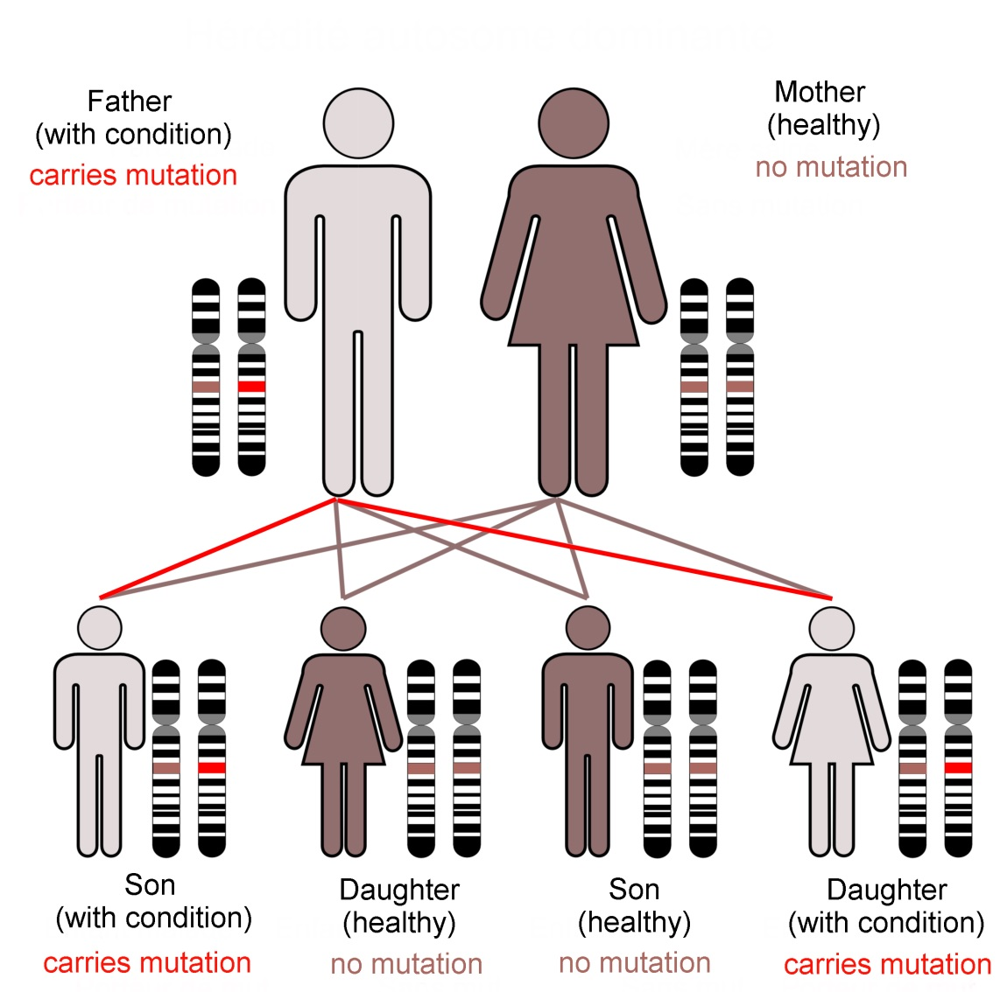 Father
(with condition)
carries mutation
Mother
(healthy)
no mutation
Son
(with condition)
carries mutation
Daughter
(healthy)
no mutation
Son
(healthy)
no mutation
Daughter
(with condition)
carries mutation